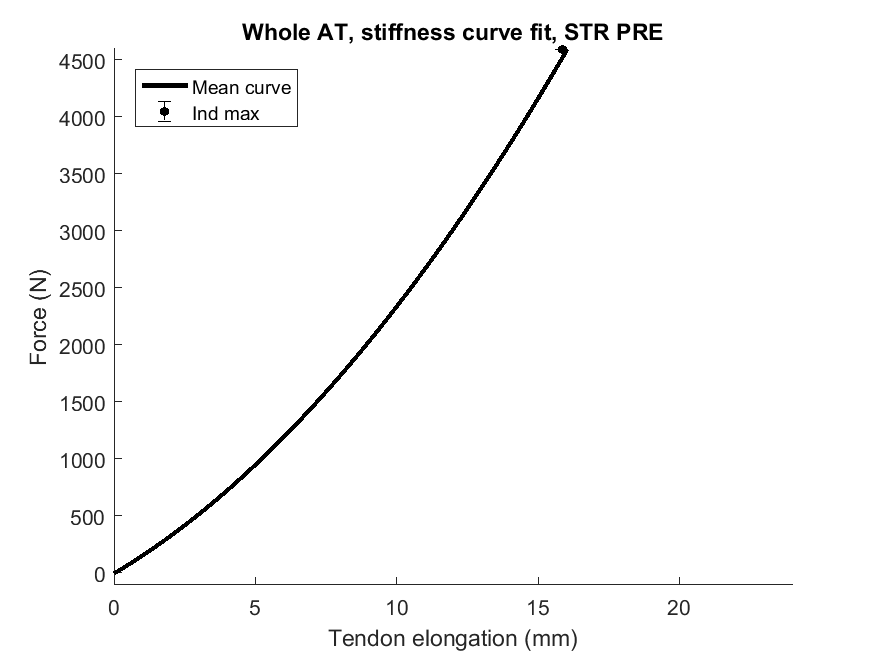 Whole AT, stiffness curve fit, STR PRE
4500
4000
3500
3000
2500
2000
1500
1000
500
0
Force (N)
Mean curve
Ind max
0 5 10 15 20
Tendon elongation (mm)